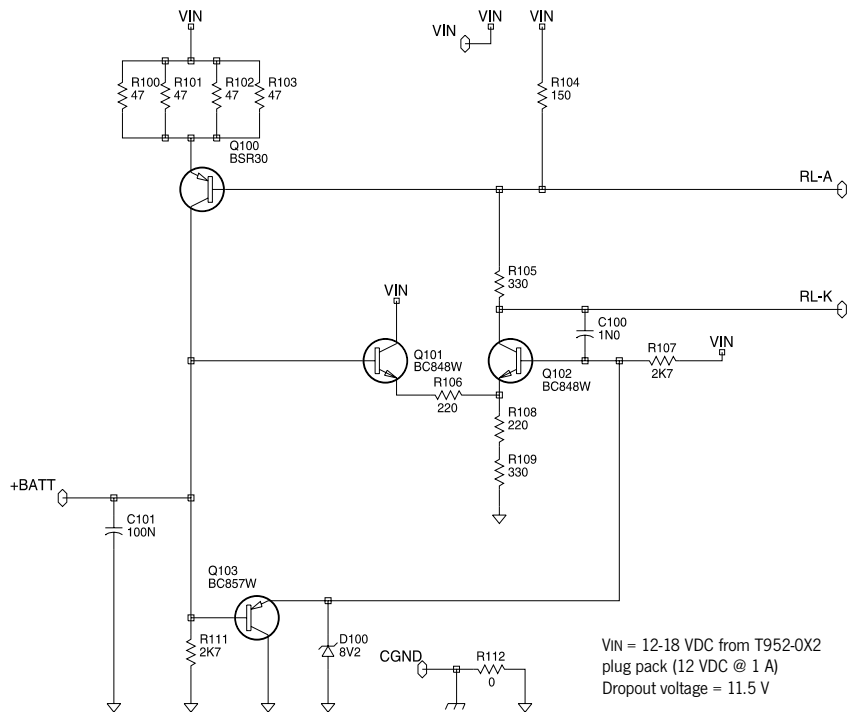 VIN
VIN
VIN
VIN
R100
47
R101
47
R102
47
R103
47
R104
150
Q100
BSR30
RL-A
R105
330
VIN
RL-K
C100
1N0
R107
2K7
VIN
Q101
BC848W
Q102
BC848W
R106
220
R108
220
R109
330
+BATT
C101
100N
Q103
BC857W
R111
2K7
D100
8V2
CGND
R112
0
VIN = 12-18 VDC from T952-0X2
plug pack (12 VDC @ 1 A)
Dropout voltage = 11.5 V